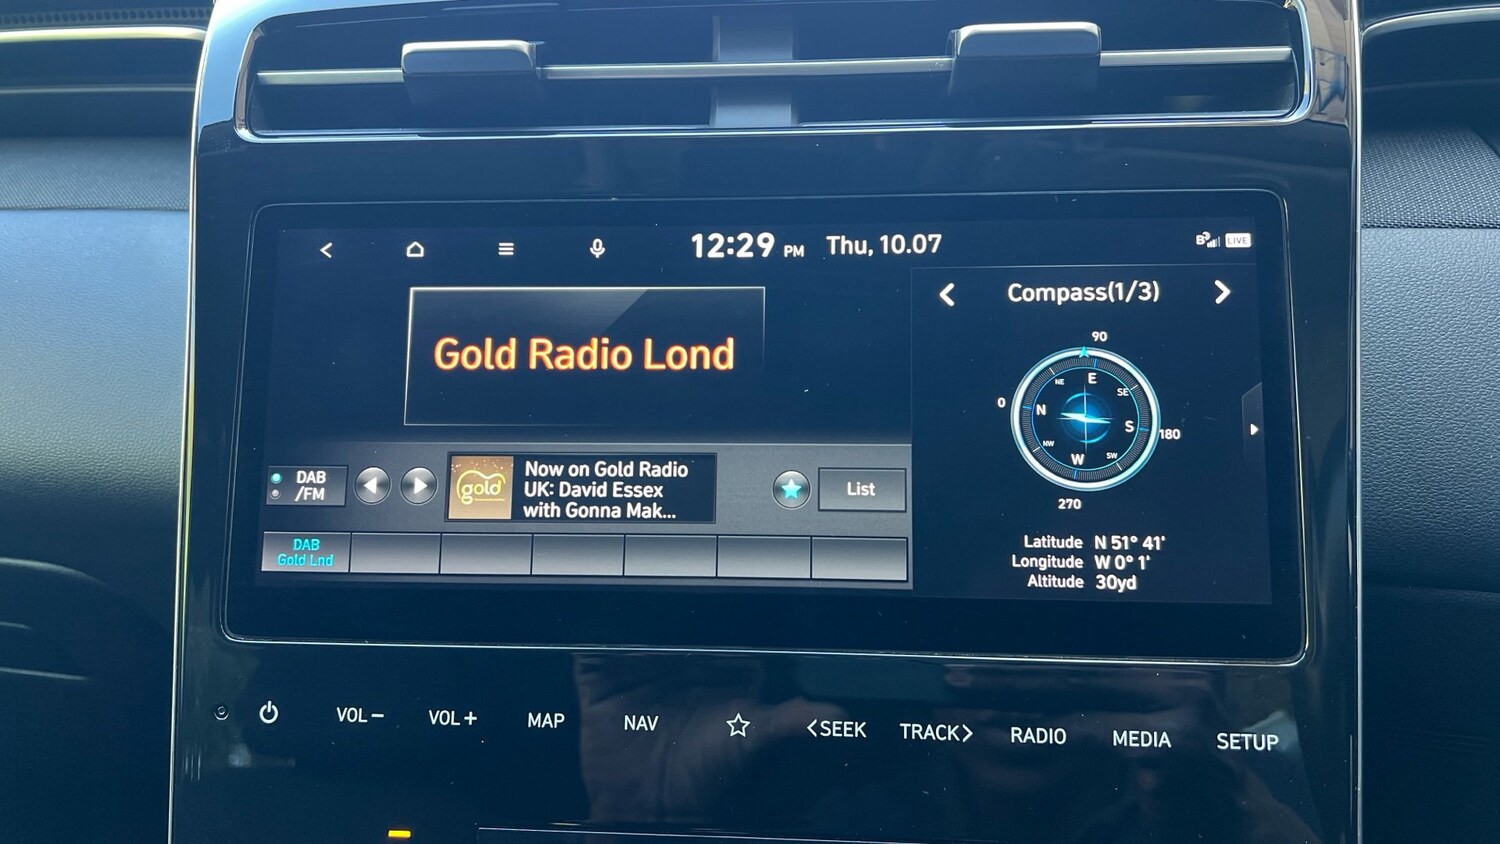 12:29 PM Thu, 10.07
LIVE
Gold Radio Lond
DAB
/FM
gold
Now on Gold Radio
UK: David Essex
with Gonna Mak...
List
DAB
Gold Lnd
Compass(1/3)
90
E
NE
SE
0
N
S
180
NW
SW
W
270
Latitude N 51° 41'
Longitude W 0° 1'
Altitude 30yd
VOL− VOL+ MAP NAV <SEEK TRACK> RADIO MEDIA SETUP